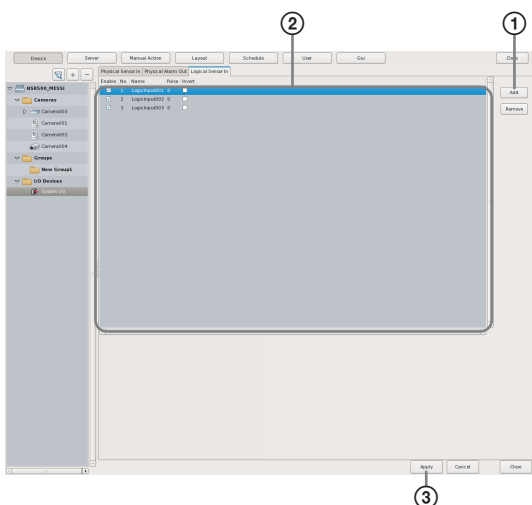 ② ①
Device Server Manual Action Layout Schedule User Gui Close
+ − Physical Sensor In Physical Alarm Out Logical Sensor In
Enable No Name Pulse Invert
NSR500_MESSI 1 LogicInput001 0 Add
Cameras 2 LogicInput002 0
Camera003 3 LogicInput003 0 Remove
Camera001
Camera002
Camera004
Groups
New Group1
I/O Devices
System I/O
Apply Cancel Close
③